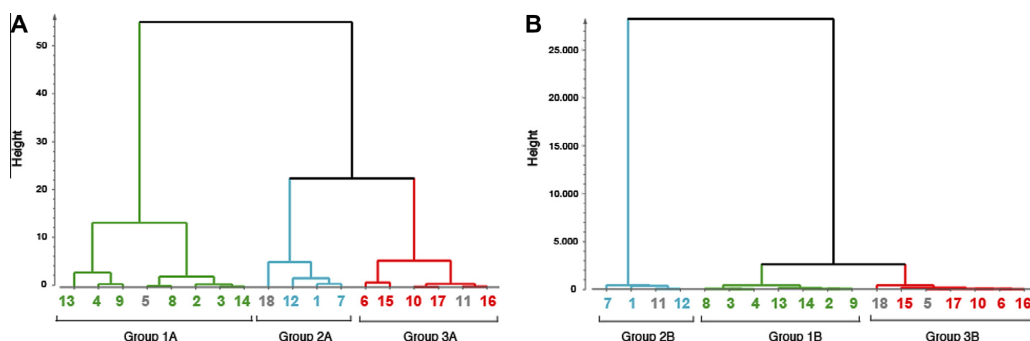 A
Height
50
40
30
20
10
0
13 4 9 5 8 2 3 14 18 12 1 7 6 15 10 17 11 16
Group 1A Group 2A Group 3A
B
Height
25.000
20.000
15.000
10.000
5.000
0
7 1 11 12 8 3 4 13 14 2 9 18 15 5 17 10 6 16
Group 2B Group 1B Group 3B